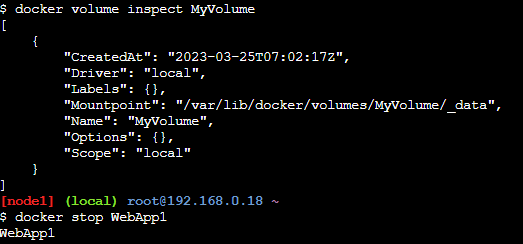 $ docker volume inspect MyVolume
[
    {
        "CreatedAt": "2023-03-25T07:02:17Z",
        "Driver": "local",
        "Labels": {},
        "Mountpoint": "/var/lib/docker/volumes/MyVolume/_data",
        "Name": "MyVolume",
        "Options": {},
        "Scope": "local"
    }
]
[node1] (local) root@192.168.0.18 ~
$ docker stop WebApp1
WebApp1